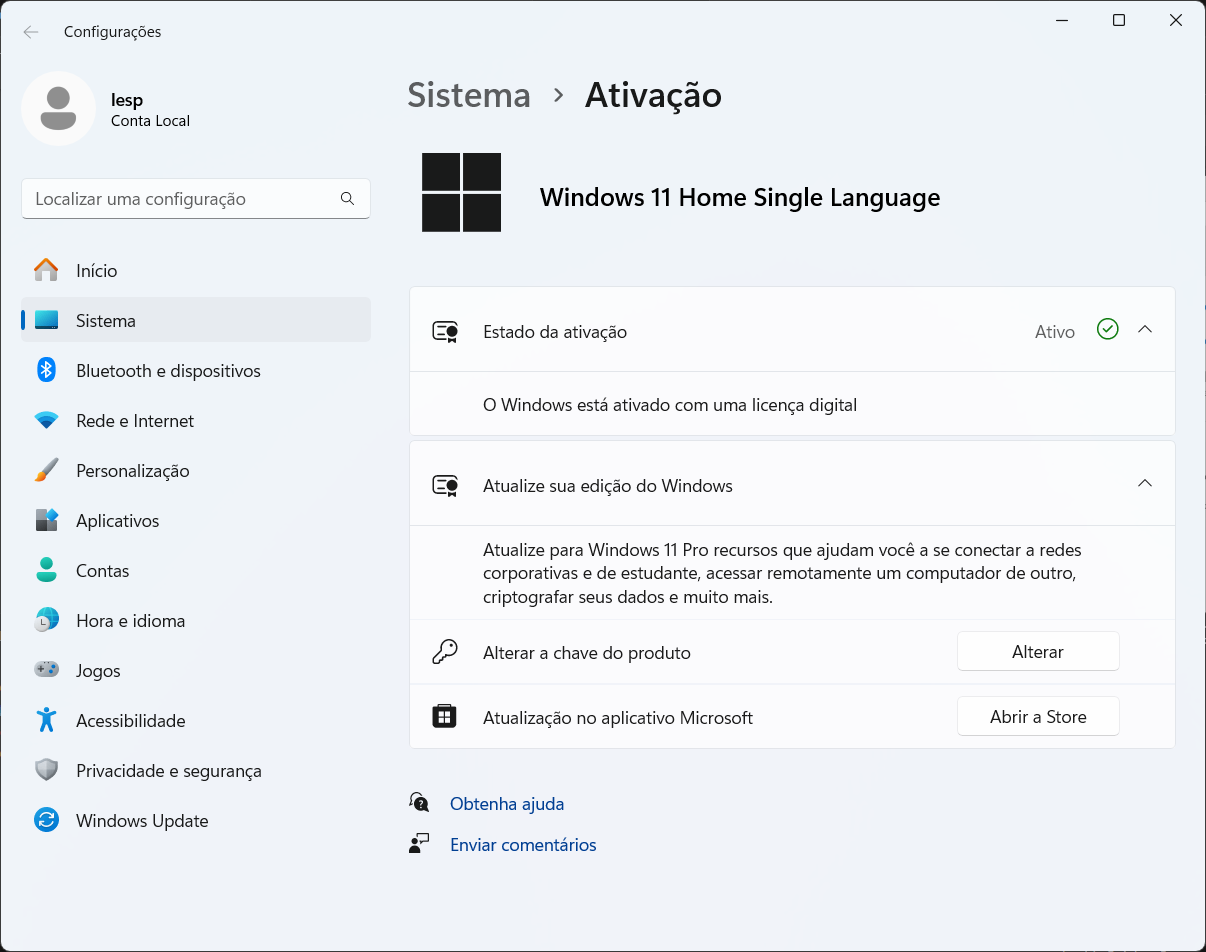 Configurações
lesp
Conta Local
Localizar uma configuração
Início
Sistema
Bluetooth e dispositivos
Rede e Internet
Personalização
Aplicativos
Contas
Hora e idioma
Jogos
Acessibilidade
Privacidade e segurança
Windows Update
Sistema › Ativação
Windows 11 Home Single Language
Estado da ativação
Ativo
O Windows está ativado com uma licença digital
Atualize sua edição do Windows
Atualize para Windows 11 Pro recursos que ajudam você a se conectar a redes
corporativas e de estudante, acessar remotamente um computador de outro,
criptografar seus dados e muito mais.
Alterar a chave do produto
Alterar
Atualização no aplicativo Microsoft
Abrir a Store
Obtenha ajuda
Enviar comentários